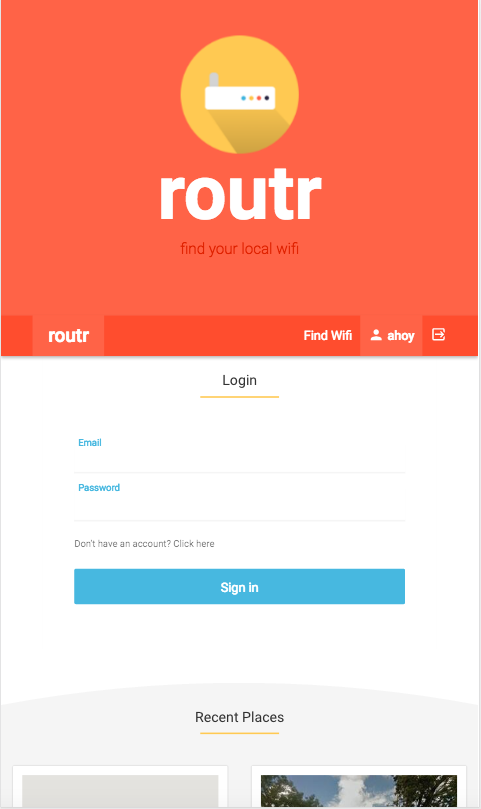 routr
find your local wifi
routr
Find Wifi
ahoy
Login
Email
Password
Don't have an account? Click here
Sign in
Recent Places